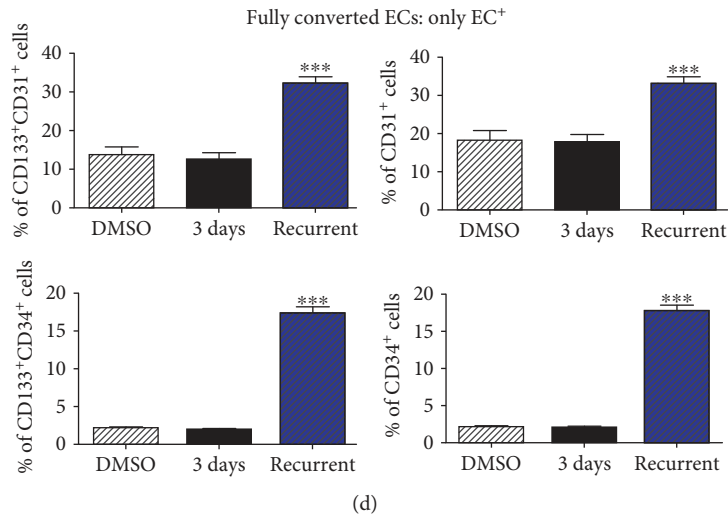 Fully converted ECs: only EC⁺
% of CD133⁺CD31⁺ cells
40
30
20
10
0
***
DMSO
3 days
Recurrent
% of CD31⁺ cells
40
30
20
10
0
***
DMSO
3 days
Recurrent
% of CD133⁺CD34⁺ cells
20
15
10
5
0
***
DMSO
3 days
Recurrent
% of CD34⁺ cells
20
15
10
5
0
***
DMSO
3 days
Recurrent
(d)